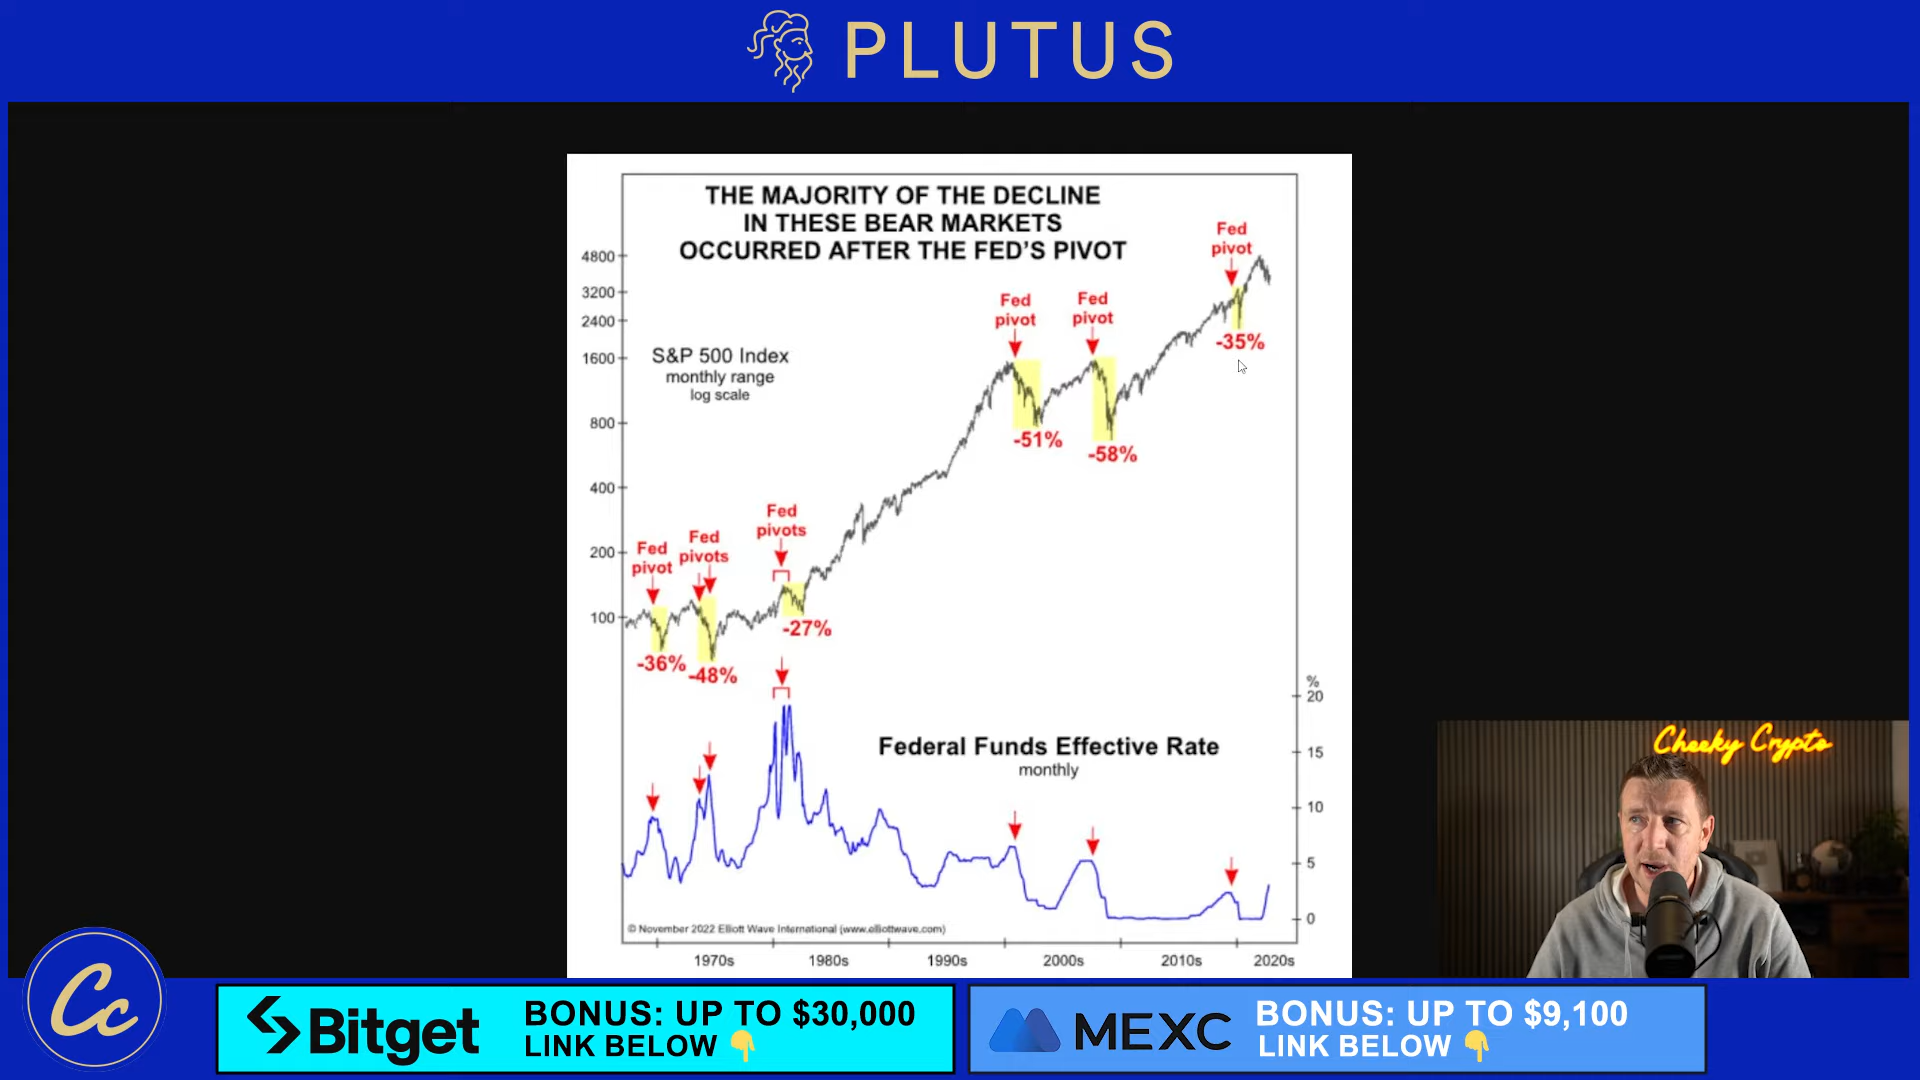 PLUTUS
THE MAJORITY OF THE DECLINE
IN THESE BEAR MARKETS
OCCURRED AFTER THE FED'S PIVOT
4800
3200
2400
1600
800
400
200
100
S&P 500 Index
monthly range
log scale
Fed
pivot
-36%
Fed
pivots
-48%
Fed
pivots
-27%
Fed
pivot
-51%
Fed
pivot
-58%
Fed
pivot
-35%
%
20
15
10
5
0
Federal Funds Effective Rate
monthly
© November 2022 Elliott Wave International (www.elliottwave.com)
1970s 1980s 1990s 2000s 2010s 2020s
Cheeky Crypto
Cc
Bitget
BONUS: UP TO $30,000
LINK BELOW 👇
MEXC
BONUS: UP TO $9,100
LINK BELOW 👇